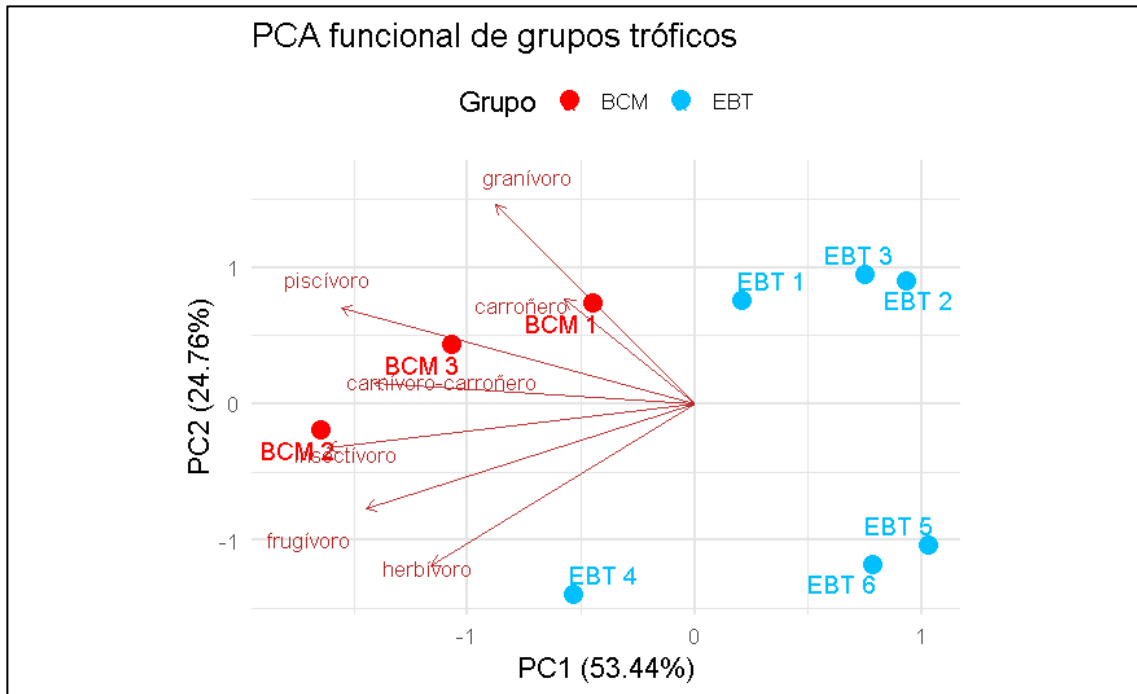 PCA funcional de grupos tróficos
Grupo BCM EBT
granívoro
EBT 3
piscívoro
EBT 1
1
EBT 2
carroñero
BCM 1
BCM 3
carnívoro-carroñero
PC2 (24.76%)
0
BCM 2
insectívoro
EBT 5
frugívoro
-1
herbívoro
EBT 4
EBT 6
-1 0 1
PC1 (53.44%)